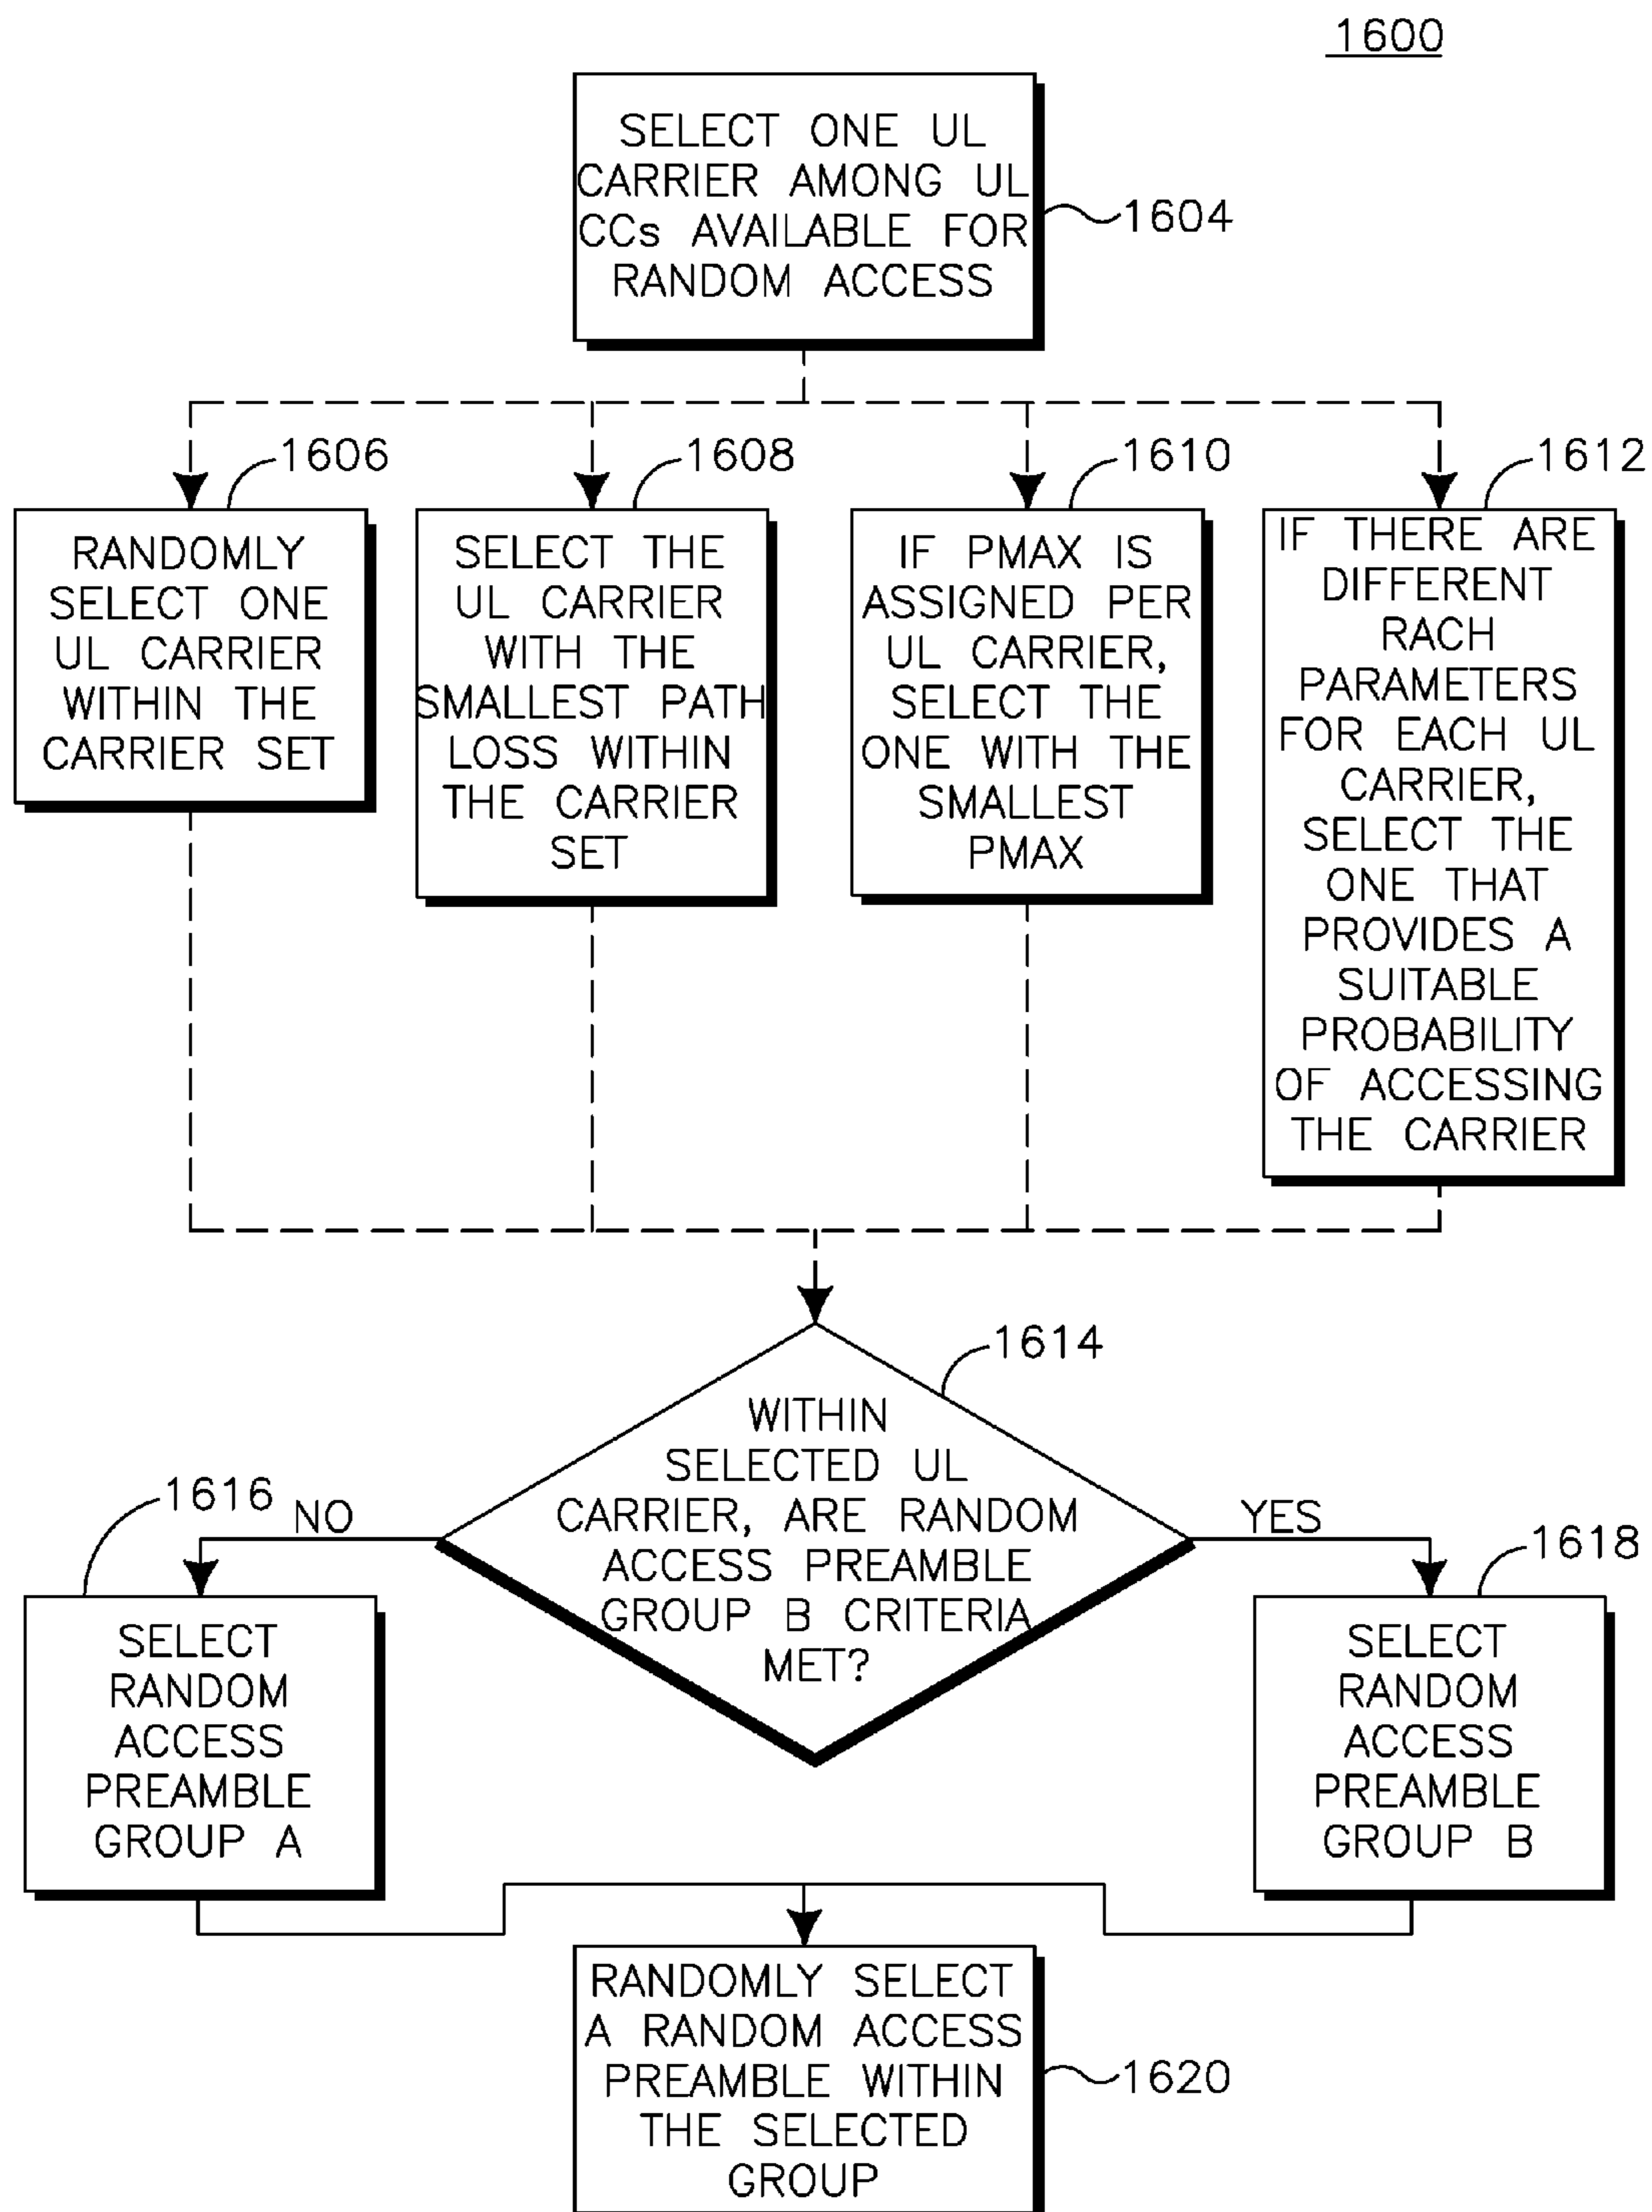 1600
SELECT ONE UL
CARRIER AMONG UL
CCs AVAILABLE FOR
RANDOM ACCESS
1604
1606
RANDOMLY
SELECT ONE
UL CARRIER
WITHIN THE
CARRIER SET
1608
SELECT THE
UL CARRIER
WITH THE
SMALLEST PATH
LOSS WITHIN
THE CARRIER
SET
1610
IF PMAX IS
ASSIGNED PER
UL CARRIER,
SELECT THE
ONE WITH THE
SMALLEST
PMAX
1612
IF THERE ARE
DIFFERENT
RACH
PARAMETERS
FOR EACH UL
CARRIER,
SELECT THE
ONE THAT
PROVIDES A
SUITABLE
PROBABILITY
OF ACCESSING
THE CARRIER
1614
WITHIN
SELECTED UL
CARRIER, ARE RANDOM
ACCESS PREAMBLE
GROUP B CRITERIA
MET?
NO
YES
1616
SELECT
RANDOM
ACCESS
PREAMBLE
GROUP A
1618
SELECT
RANDOM
ACCESS
PREAMBLE
GROUP B
RANDOMLY SELECT
A RANDOM ACCESS
PREAMBLE WITHIN
THE SELECTED
GROUP
1620